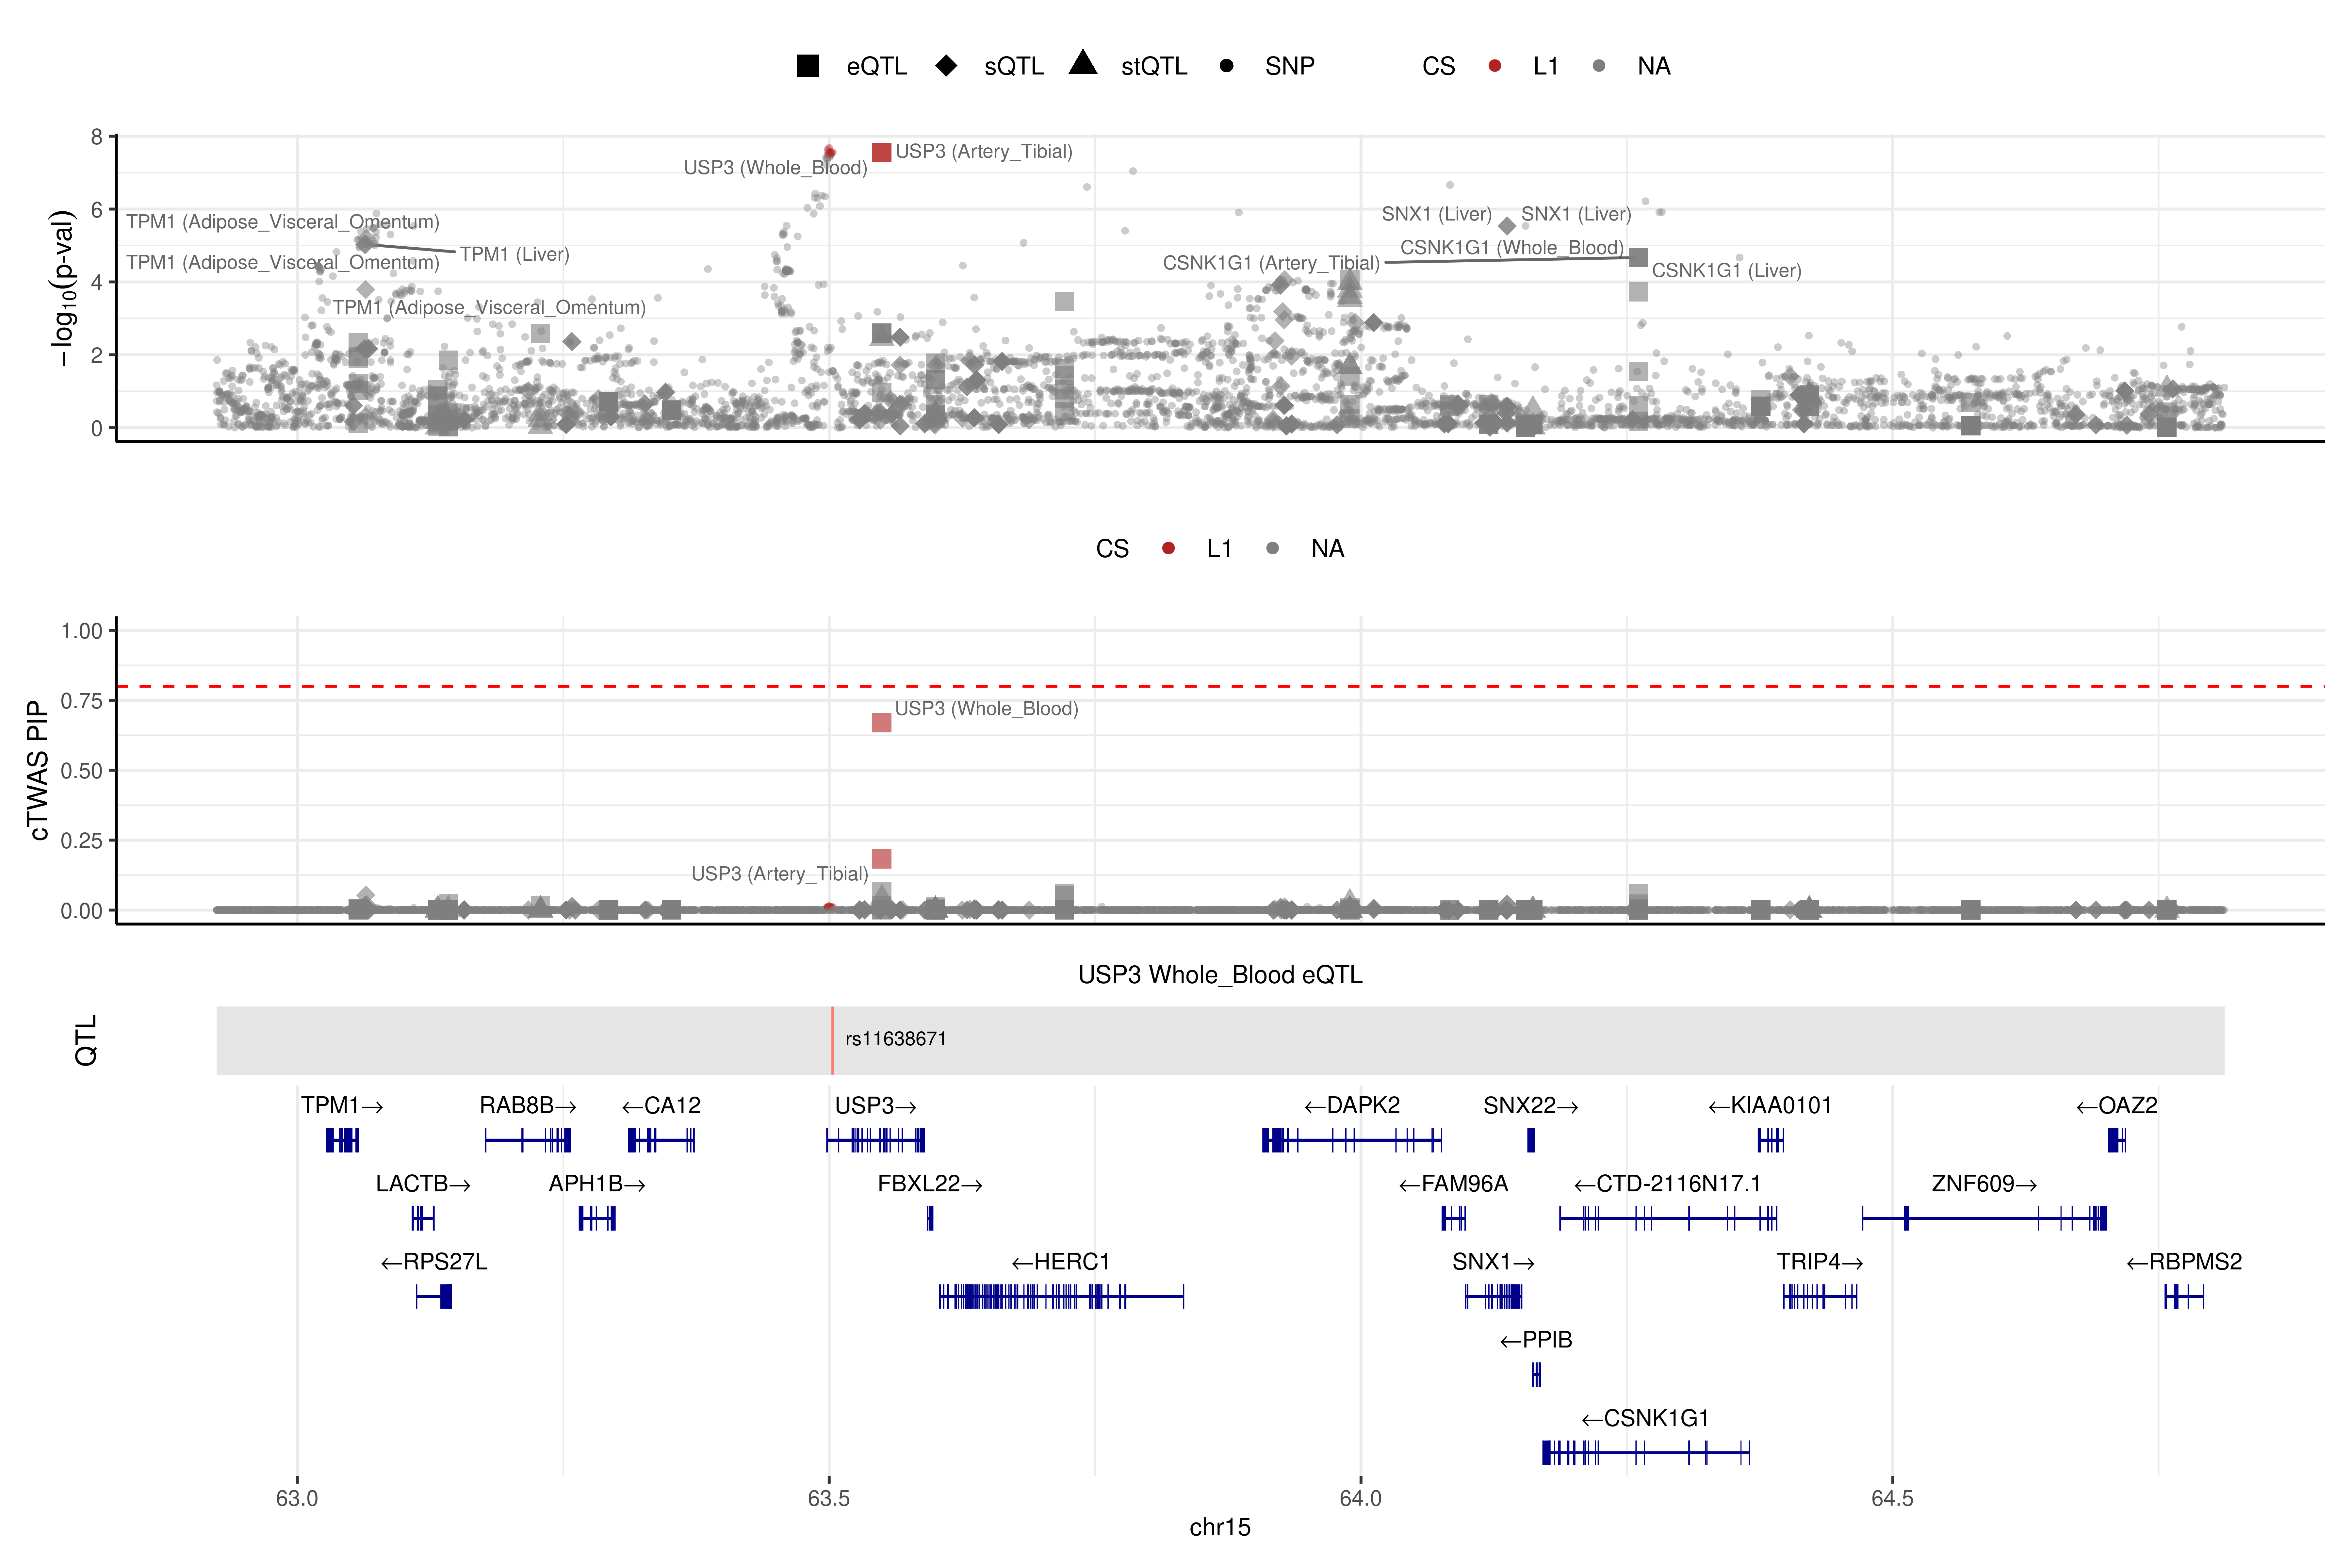 eQTL sQTL stQTL SNP CS L1 NA
8
USP3 (Artery_Tibial)
USP3 (Whole_Blood)
6
SNX1 (Liver) SNX1 (Liver)
TPM1 (Adipose_Visceral_Omentum)
CSNK1G1 (Whole_Blood)
TPM1 (Liver)
TPM1 (Adipose_Visceral_Omentum)
CSNK1G1 (Artery_Tibial)
CSNK1G1 (Liver)
4
TPM1 (Adipose_Visceral_Omentum)
2
0
−log10(p-val)
CS L1 NA
1.00
0.75
USP3 (Whole_Blood)
0.50
0.25
USP3 (Artery_Tibial)
0.00
cTWAS PIP
USP3 Whole_Blood eQTL
QTL
rs11638671
TPM1→ RAB8B→ ←CA12 USP3→ ←DAPK2 SNX22→ ←KIAA0101 ←OAZ2
LACTB→ APH1B→ FBXL22→ ←FAM96A ←CTD-2116N17.1 ZNF609→
←RPS27L ←HERC1 SNX1→ TRIP4→ ←RBPMS2
←PPIB
←CSNK1G1
63.0 63.5 64.0 64.5
chr15